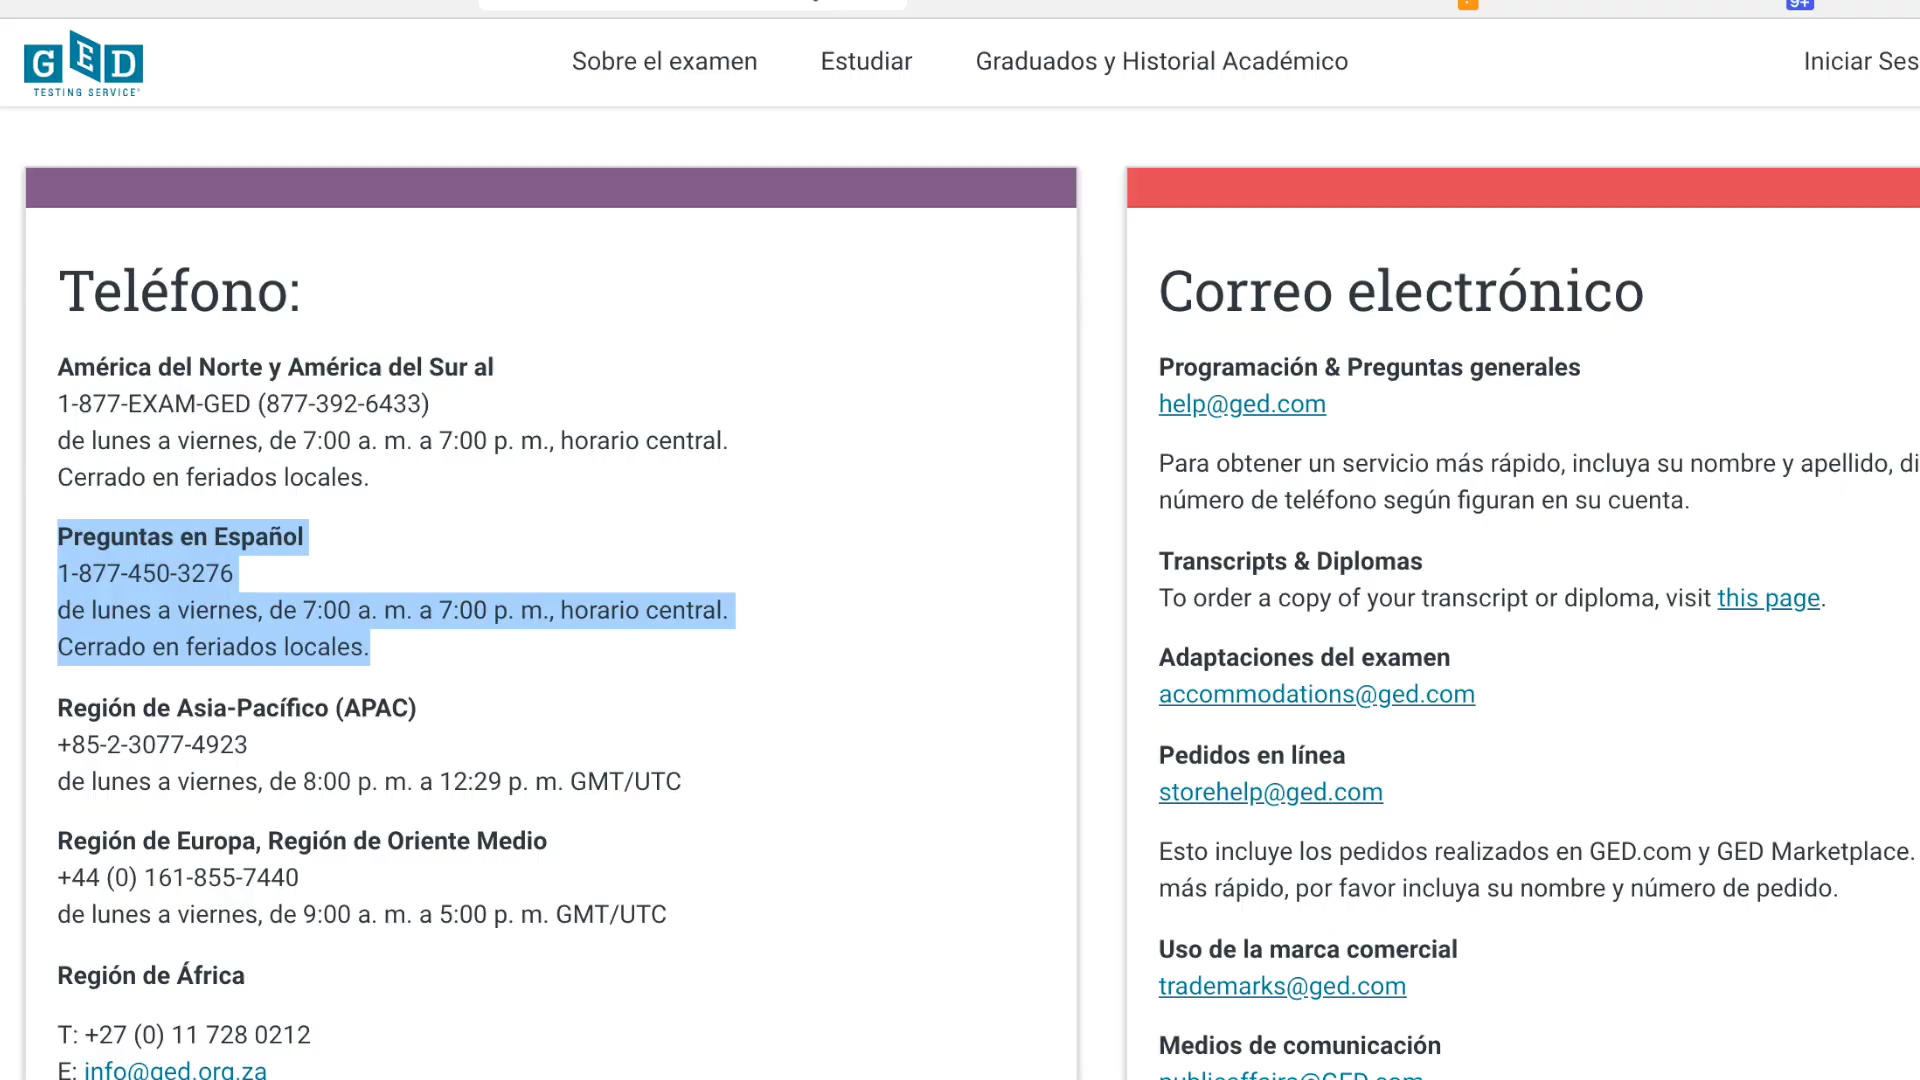 9+
GED
TESTING SERVICE
Sobre el examen
Estudiar
Graduados y Historial Académico
Iniciar Ses
Teléfono:
América del Norte y América del Sur al
1-877-EXAM-GED (877-392-6433)
de lunes a viernes, de 7:00 a. m. a 7:00 p. m., horario central.
Cerrado en feriados locales.
Preguntas en Español
1-877-450-3276
de lunes a viernes, de 7:00 a. m. a 7:00 p. m., horario central.
Cerrado en feriados locales.
Región de Asia-Pacífico (APAC)
+85-2-3077-4923
de lunes a viernes, de 8:00 p. m. a 12:29 p. m. GMT/UTC
Región de Europa, Región de Oriente Medio
+44 (0) 161-855-7440
de lunes a viernes, de 9:00 a. m. a 5:00 p. m. GMT/UTC
Región de África
T: +27 (0) 11 728 0212
E: info@ged.org.za
Correo electrónico
Programación & Preguntas generales
help@ged.com
Para obtener un servicio más rápido, incluya su nombre y apellido, di
número de teléfono según figuran en su cuenta.
Transcripts & Diplomas
To order a copy of your transcript or diploma, visit this page.
Adaptaciones del examen
accommodations@ged.com
Pedidos en línea
storehelp@ged.com
Esto incluye los pedidos realizados en GED.com y GED Marketplace.
más rápido, por favor incluya su nombre y número de pedido.
Uso de la marca comercial
trademarks@ged.com
Medios de comunicación
publicaffairs@GED.com